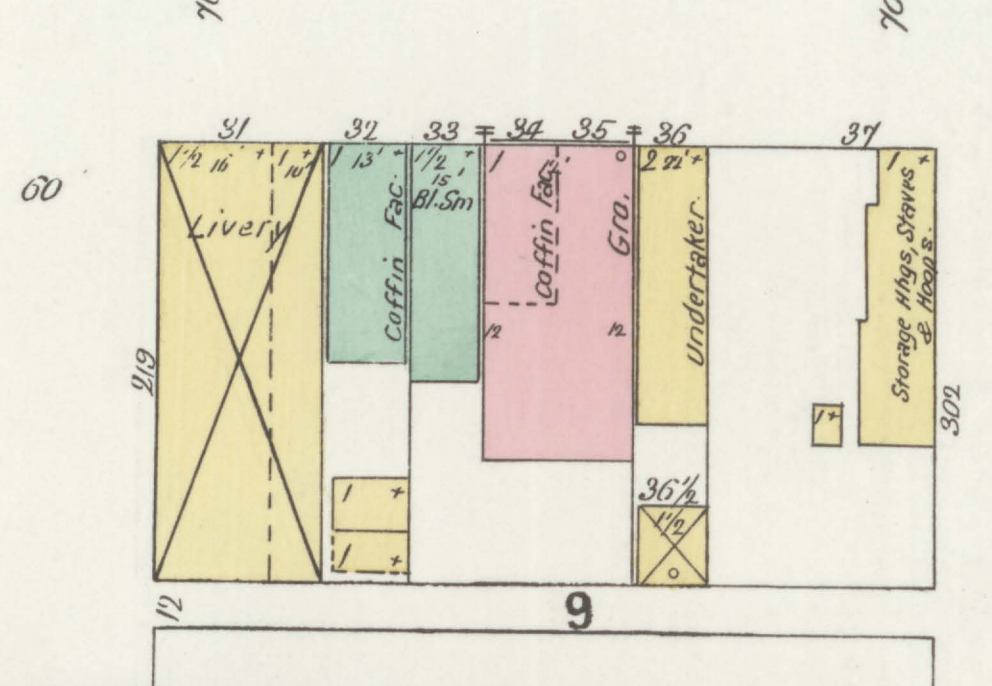 70
70
60
31
32
33
34
35
36
37
1½ 16' +
1 + 10'
Livery
1 13' +
Coffin Fac.
1½ +
15'
Bl. Sm
1
Coffin Fac.
Gro.
12
12
2 22' +
Undertaker.
1 +
Storage Hhgs, Staves
& Hoops.
219
302
1+
1 +
1 +
36½
1½
12
9